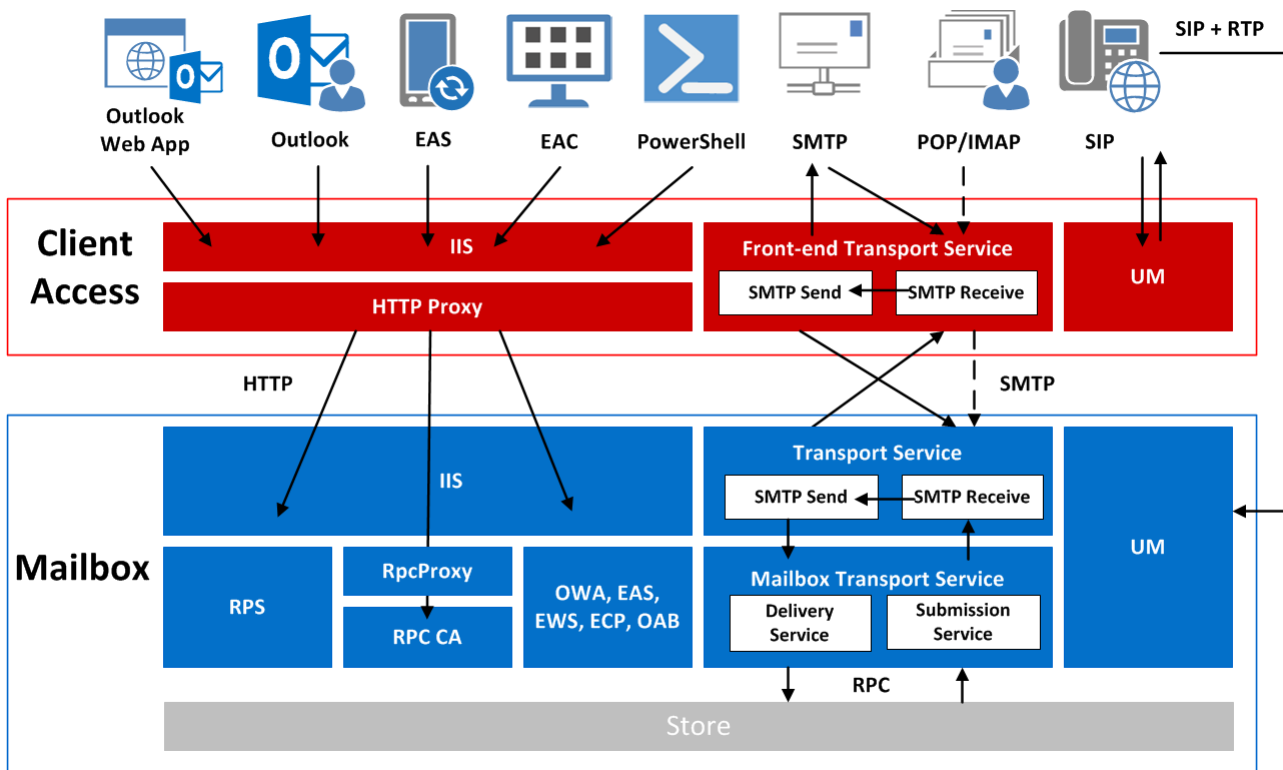 SIP + RTP
Outlook
Web App
Outlook
EAS
EAC
PowerShell
SMTP
POP/IMAP
SIP
Client
Access
IIS
HTTP Proxy
Front-end Transport Service
SMTP Send
SMTP Receive
UM
HTTP
SMTP
Mailbox
IIS
RPS
RpcProxy
RPC CA
OWA, EAS,
EWS, ECP, OAB
Transport Service
SMTP Send
SMTP Receive
Mailbox Transport Service
Delivery
Service
Submission
Service
UM
RPC
Store